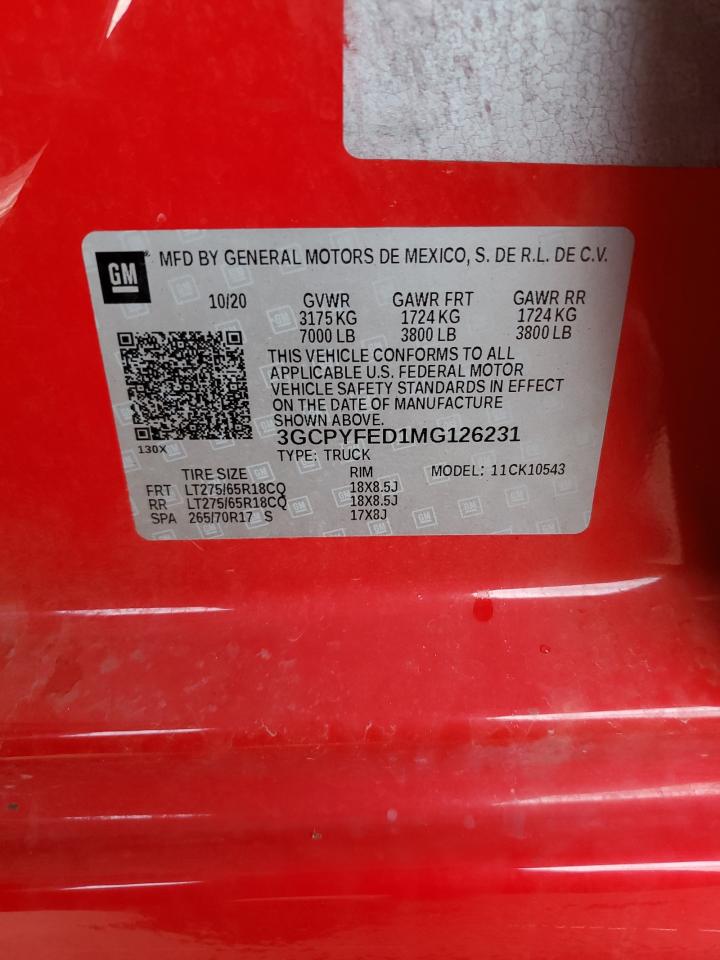 GM
MFD BY GENERAL MOTORS DE MEXICO, S. DE R.L. DE C.V.
10/20 GVWR GAWR FRT GAWR RR
3175 KG 1724 KG 1724 KG
7000 LB 3800 LB 3800 LB
THIS VEHICLE CONFORMS TO ALL
APPLICABLE U.S. FEDERAL MOTOR
VEHICLE SAFETY STANDARDS IN EFFECT
ON THE DATE OF MANUFACTURE
SHOWN ABOVE.
3GCPYFED1MG126231
130X
TYPE: TRUCK
TIRE SIZE RIM MODEL: 11CK10543
FRT LT275/65R18CQ 18X8.5J
RR LT275/65R18CQ 18X8.5J
SPA 265/70R17 S 17X8J